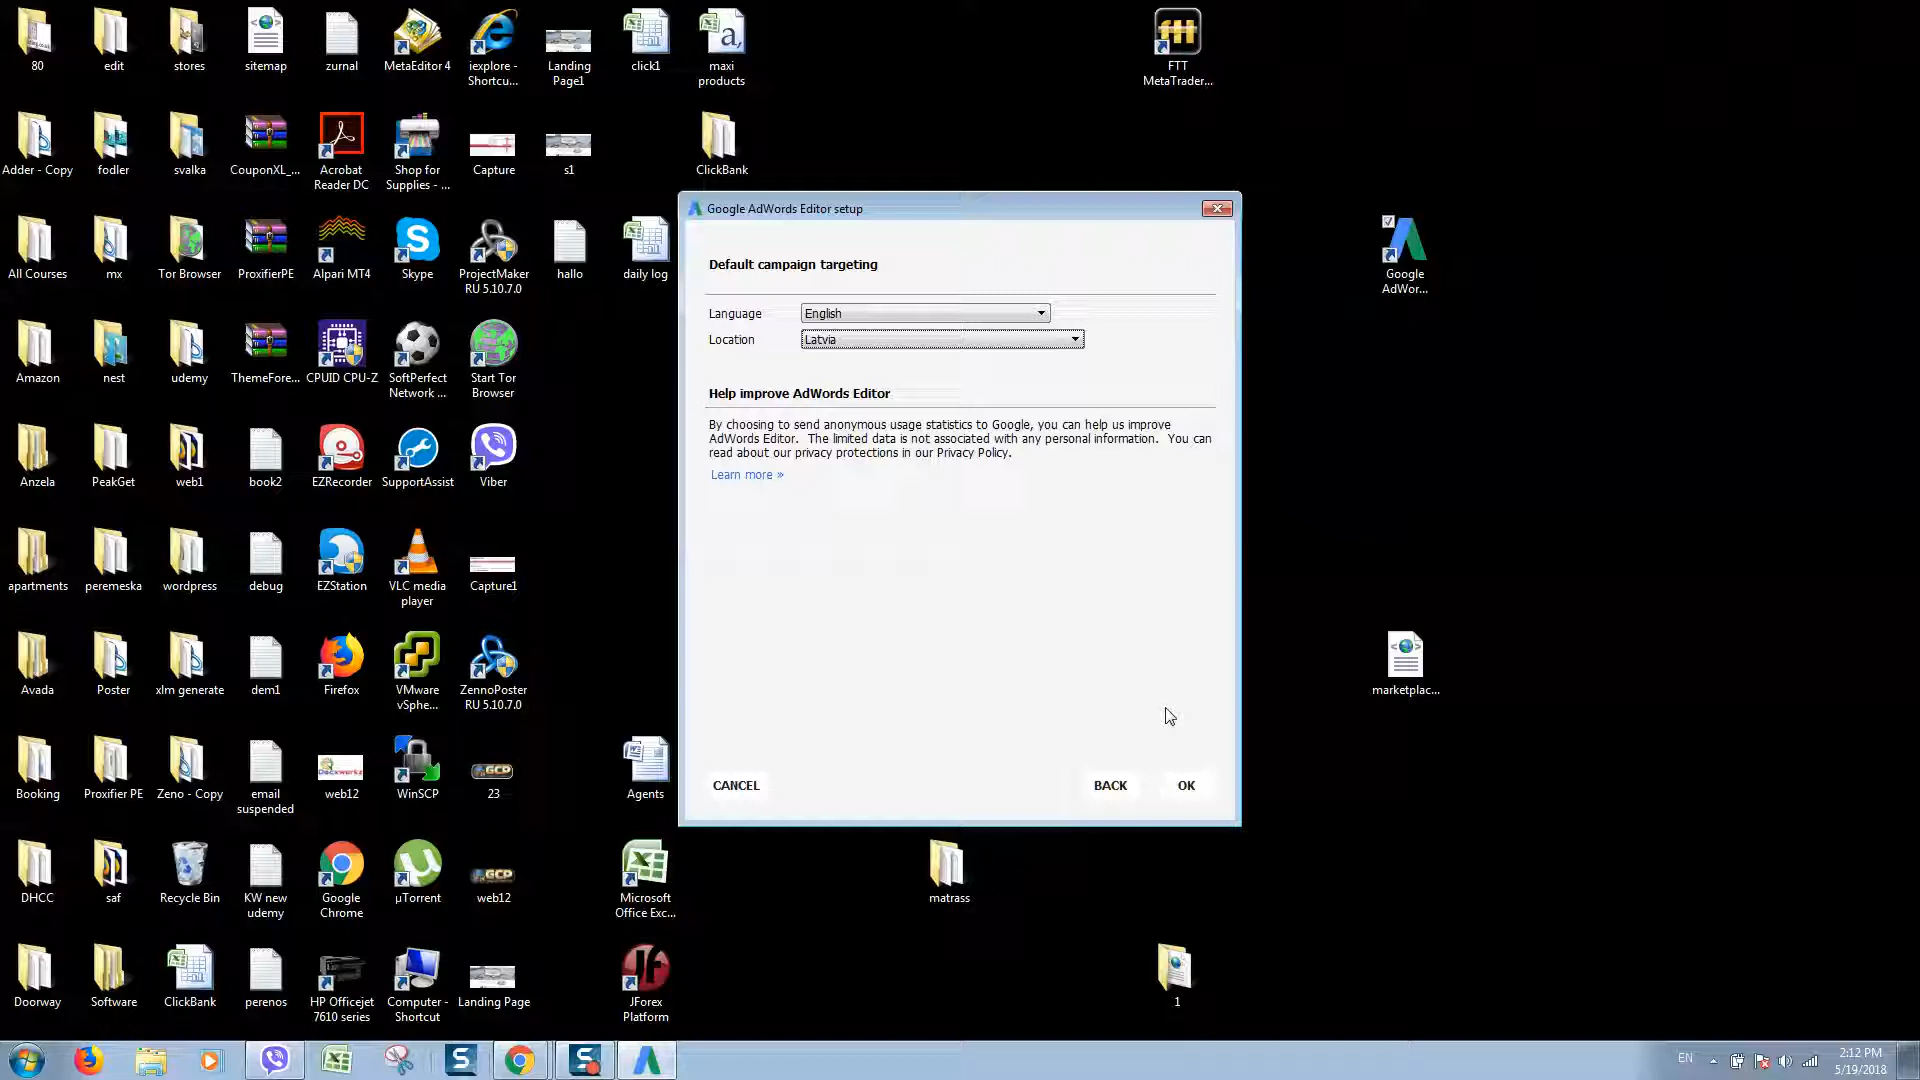 80
edit
stores
sitemap
zurnal
MetaEditor 4
iexplore -
Shortcu...
Landing
Page1
click1
maxi
products
FTT
MetaTrader...
Adder - Copy
fodler
svalka
CouponXL_...
Acrobat
Reader DC
Shop for
Supplies - ...
Capture
s1
ClickBank
Google AdWords Editor setup
Default campaign targeting
Language
English
Location
Latvia
Help improve AdWords Editor
By choosing to send anonymous usage statistics to Google, you can help us improve
AdWords Editor. The limited data is not associated with any personal information. You can
read about our privacy protections in our Privacy Policy.
Learn more »
CANCEL
BACK
OK
All Courses
mx
Tor Browser
ProxifierPE
Alpari MT4
Skype
ProjectMaker
RU 5.10.7.0
hallo
daily log
Google
AdWor...
Amazon
nest
udemy
ThemeFore...
CPUID CPU-Z
SoftPerfect
Network ...
Start Tor
Browser
Anzela
PeakGet
web1
book2
EZRecorder
SupportAssist
Viber
apartments
peremeska
wordpress
debug
EZStation
VLC media
player
Capture1
Avada
Poster
xlm generate
dem1
Firefox
VMware
vSphe...
ZennoPoster
RU 5.10.7.0
marketplac...
Booking
Proxifier PE
Zeno - Copy
email
suspended
web12
WinSCP
GCP
23
Agents
DHCC
saf
Recycle Bin
KW new
udemy
Google
Chrome
µTorrent
GCP
web12
Microsoft
Office Exc...
matrass
Doorway
Software
ClickBank
perenos
HP Officejet
7610 series
Computer -
Shortcut
Landing Page
JForex
Platform
1
EN
2:12 PM
5/19/2018